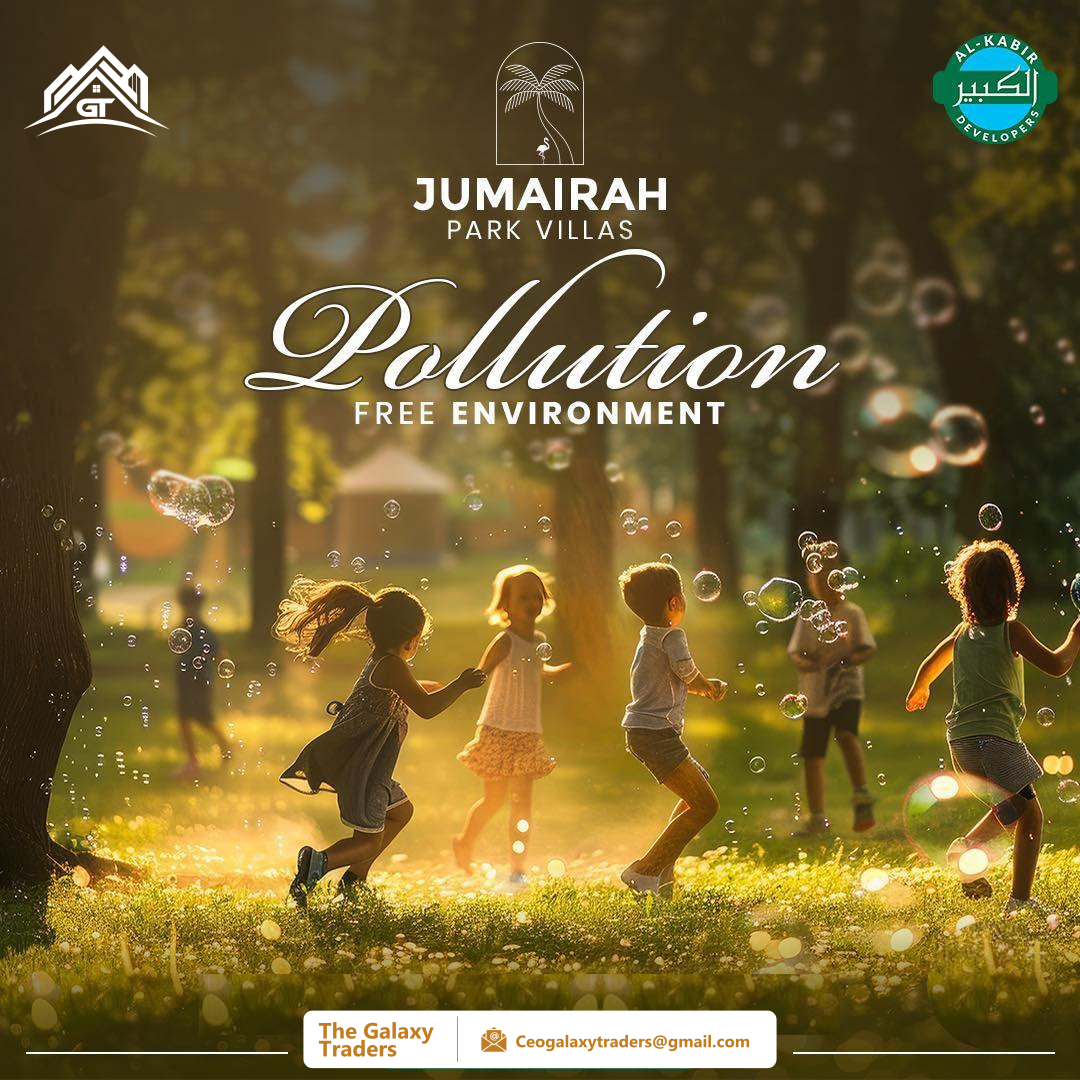 GT
AL-KABIR
الكبير
DEVELOPERS
JUMAIRAH
PARK VILLAS
Pollution
FREE ENVIRONMENT
The Galaxy
Traders
Ceogalaxytraders@gmail.com